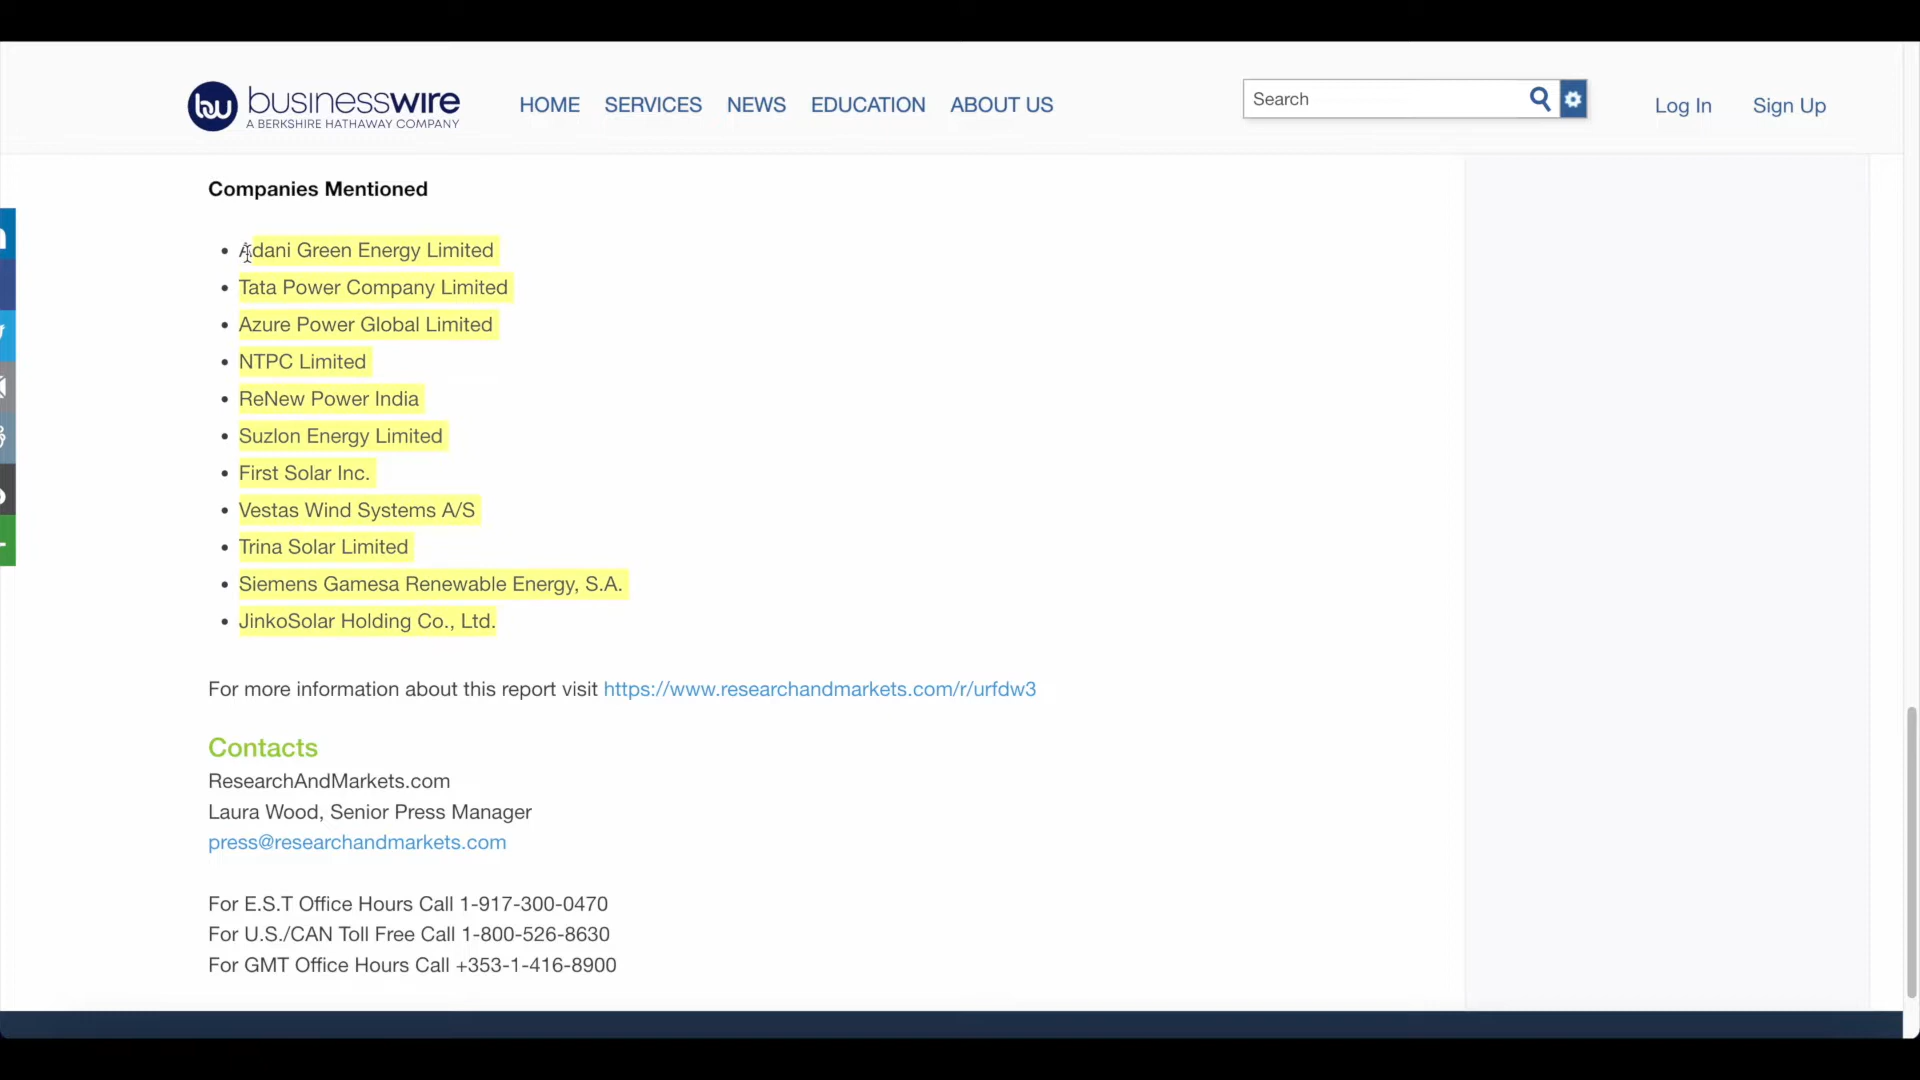 bw businesswire
A BERKSHIRE HATHAWAY COMPANY
HOME SERVICES NEWS EDUCATION ABOUT US
Search
Log In Sign Up
Companies Mentioned
• Adani Green Energy Limited
• Tata Power Company Limited
• Azure Power Global Limited
• NTPC Limited
• ReNew Power India
• Suzlon Energy Limited
• First Solar Inc.
• Vestas Wind Systems A/S
• Trina Solar Limited
• Siemens Gamesa Renewable Energy, S.A.
• JinkoSolar Holding Co., Ltd.
For more information about this report visit https://www.researchandmarkets.com/r/urfdw3
Contacts
ResearchAndMarkets.com
Laura Wood, Senior Press Manager
press@researchandmarkets.com
For E.S.T Office Hours Call 1-917-300-0470
For U.S./CAN Toll Free Call 1-800-526-8630
For GMT Office Hours Call +353-1-416-8900